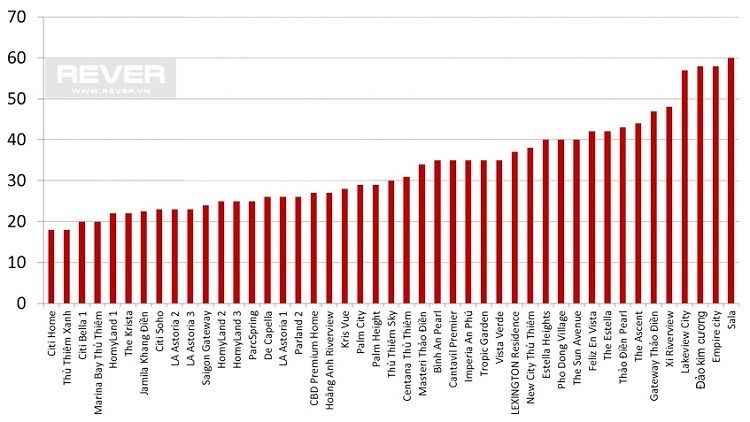 70
60
50
40
30
20
10
0
REVER
WWW.REVER.VN
Citi Home
Thủ Thiêm Xanh
Citi Bella 1
Marina Bay Thủ Thiêm
HomyLand 1
The Krista
Jamila Khang Điền
Citi Soho
LA Astoria 2
LA Astoria 3
Saigon Gateway
HomyLand 2
HomyLand 3
ParcSpring
De Capella
LA Astoria 1
Parland 2
CBD Premium Home
Hoàng Anh Riverview
Kris Vue
Palm City
Palm Height
Thủ Thiêm Sky
Centana Thủ Thiêm
Masteri Thảo Điền
Bình An Pearl
Cantavil Premier
Imperia An Phú
Tropic Garden
Vista Verde
LEXINGTON Residence
New City Thủ Thiêm
Estella Heights
Pho Dong Village
The Sun Avenue
Feliz En Vista
The Estella
Thảo Điền Pearl
The Ascent
Gateway Thảo Điền
Xi Riverview
Lakeview City
Đảo kim cương
Empire city
Sala